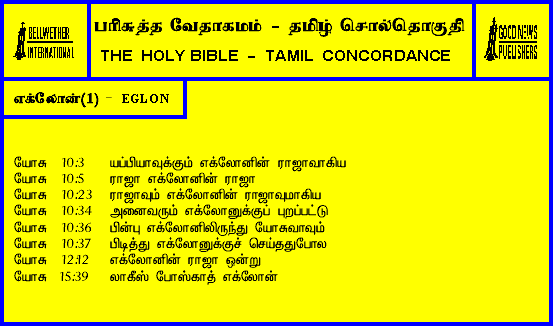 BELLWETHER
INTERNATIONAL
பரிசுத்த வேதாகமம் - தமிழ் சொல்தொகுதி
THE HOLY BIBLE - TAMIL CONCORDANCE
GOOD NEWS
PUBLISHERS
எக்லோன்(1) - EGLON
யோசு 10:3 யப்பியாவுக்கும் எக்லோனின் ராஜாவாகிய
யோசு 10:5 ராஜா எக்லோனின் ராஜா
யோசு 10:23 ராஜாவும் எக்லோனின் ராஜாவுமாகிய
யோசு 10:34 அனைவரும் எக்லோனுக்குப் புறப்பட்டு
யோசு 10:36 பின்பு எக்லோனிலிருந்து யோசுவாவும்
யோசு 10:37 பிடித்து எக்லோனுக்குச் செய்ததுபோல
யோசு 12:12 எக்லோனின் ராஜா ஒன்று
யோசு 15:39 லாகீஸ் போஸ்காத் எக்லோன்